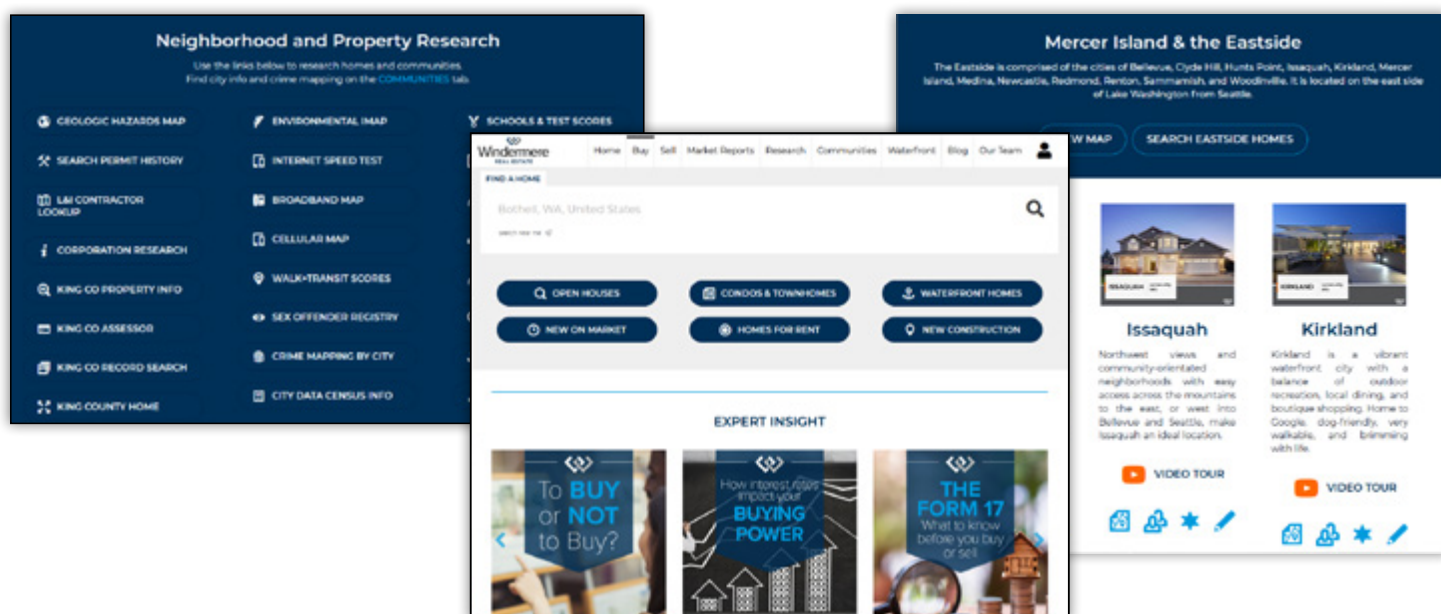 Neighborhood and Property Research
Use the links below to research homes and communities.
Find city info and crime mapping on the COMMUNITIES tab.
GEOLOGIC HAZARDS MAP
SEARCH PERMIT HISTORY
L&I CONTRACTOR
LOOKUP
CORPORATION RESEARCH
KING CO PROPERTY INFO
KING CO ASSESSOR
KING CO RECORD SEARCH
KING COUNTY HOME
ENVIRONMENTAL IMAP
INTERNET SPEED TEST
BROADBAND MAP
CELLULAR MAP
WALK+TRANSIT SCORES
SEX OFFENDER REGISTRY
CRIME MAPPING BY CITY
CITY DATA CENSUS INFO
SCHOOLS & TEST SCORES
Windermere
REAL ESTATE
Home Buy Sell Market Reports Research Communities Waterfront Blog Our Team
FIND A HOME
Bothell, WA, United States
OPEN HOUSES
CONDOS & TOWNHOMES
WATERFRONT HOMES
NEW ON MARKET
HOMES FOR RENT
NEW CONSTRUCTION
EXPERT INSIGHT
To BUY
or NOT
to Buy?
How interest rates
impact your
BUYING
POWER
THE
FORM 17
What to know
before you buy
or sell
Mercer Island & the Eastside
The Eastside is comprised of the cities of Bellevue, Clyde Hill, Hunts Point, Issaquah, Kirkland, Mercer
Island, Medina, Newcastle, Redmond, Renton, Sammamish, and Woodinville. It is located on the east side
of Lake Washington from Seattle.
W MAP
SEARCH EASTSIDE HOMES
ISSAQUAH
KIRKLAND
Issaquah
Northwest views and
community-orientated
neighborhoods with easy
access across the mountains
to the east, or west into
Bellevue and Seattle, make
Issaquah an ideal location.
VIDEO TOUR
Kirkland
Kirkland is a vibrant
waterfront city with a
balance of outdoor
recreation, local dining, and
boutique shopping. Home to
Google, dog-friendly, very
walkable, and brimming
with life.
VIDEO TOUR